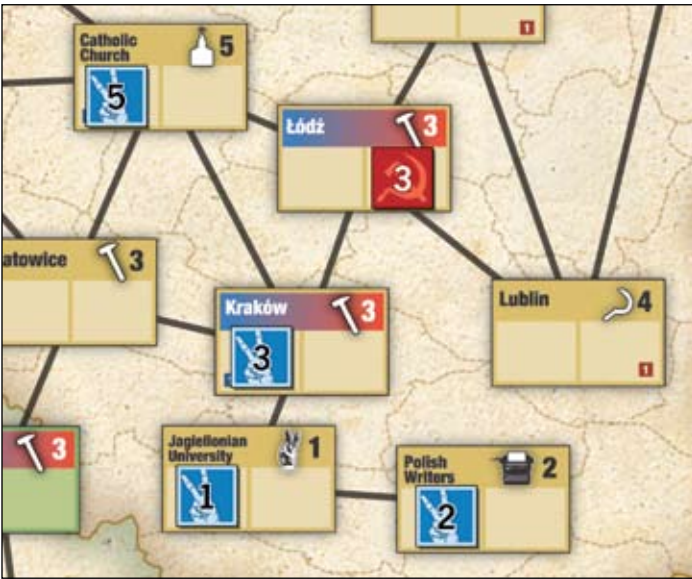 1
Catholic
Church
5
5
Łódź
3
3
atowice
3
Kraków
3
3
Lublin
4
1
3
Jagiellonian
University
1
1
Polish
Writers
2
2